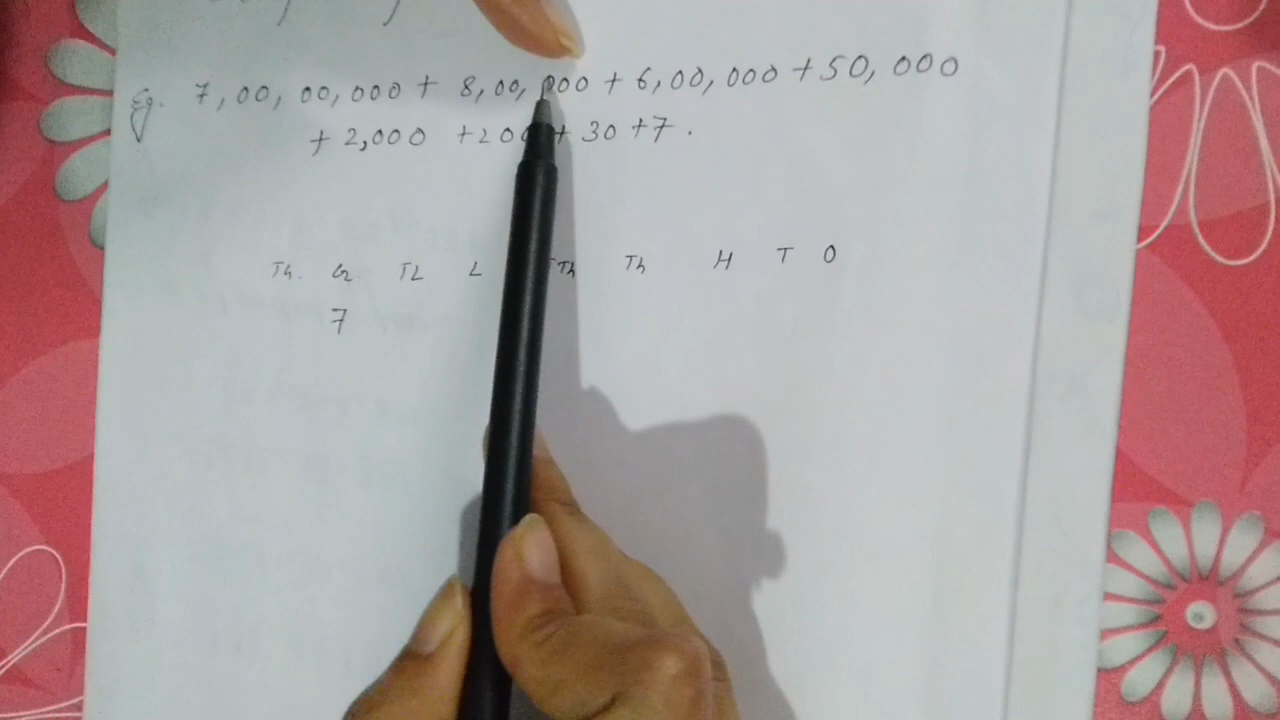 Eg. 7,00,00,000 + 8,00,000 + 6,00,000 + 50,000
+ 2,000 + 200 + 30 + 7.
Th. Cr. TL L TTh Th H T O
7